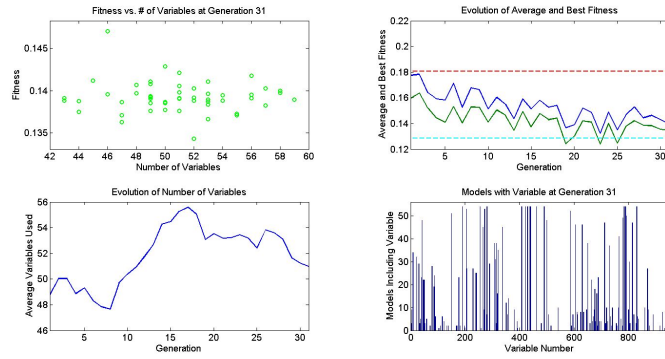 Fitness vs. # of Variables at Generation 31
0.145
0.14
0.135
Fitness
42 44 46 48 50 52 54 56 58 60
Number of Variables
Evolution of Average and Best Fitness
0.22
0.2
0.18
0.16
0.14
0.12
Average and Best Fitness
5 10 15 20 25 30
Generation
Evolution of Number of Variables
56
54
52
50
48
46
Average Variables Used
5 10 15 20 25 30
Generation
Models with Variable at Generation 31
50
40
30
20
10
0
Models Including Variable
0 200 400 600 800
Variable Number